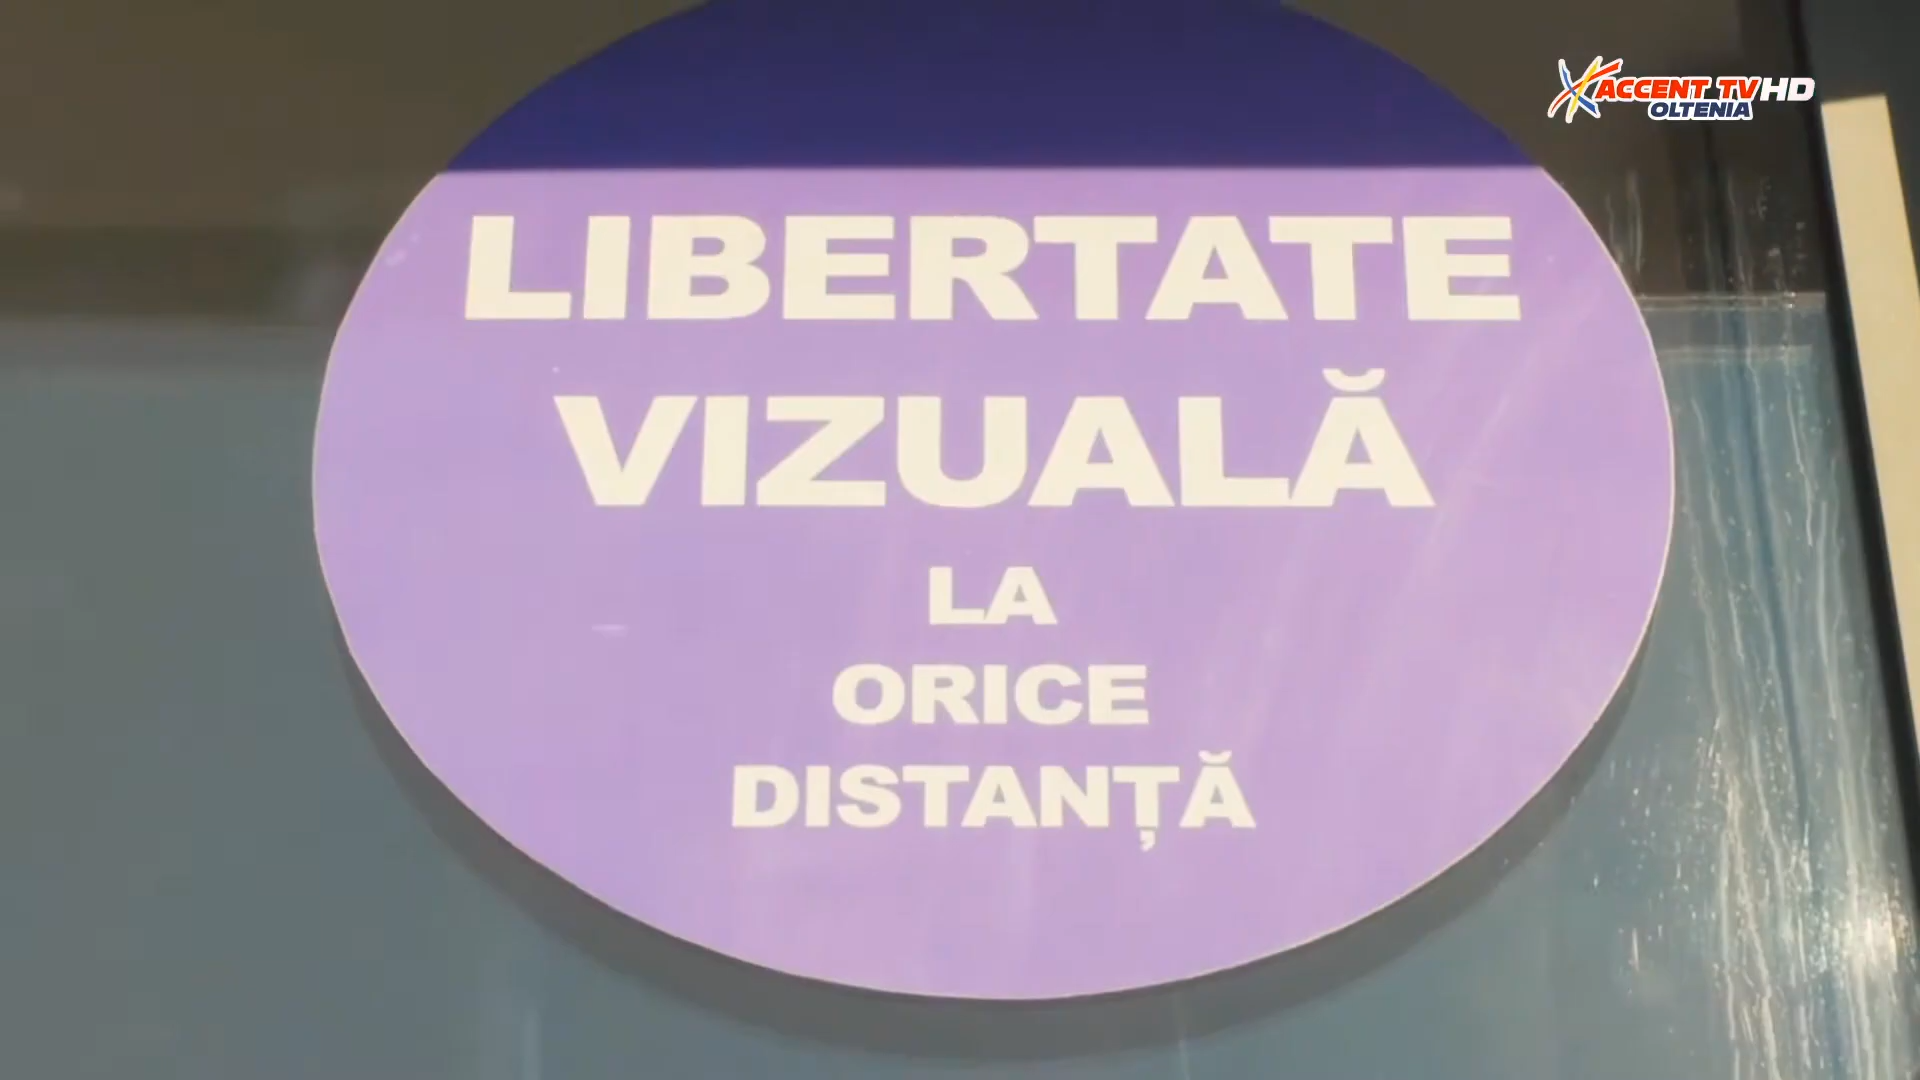 ACCENT TV HD
OLTENIA
LIBERTATE
VIZUALĂ
LA
ORICE
DISTANȚĂ